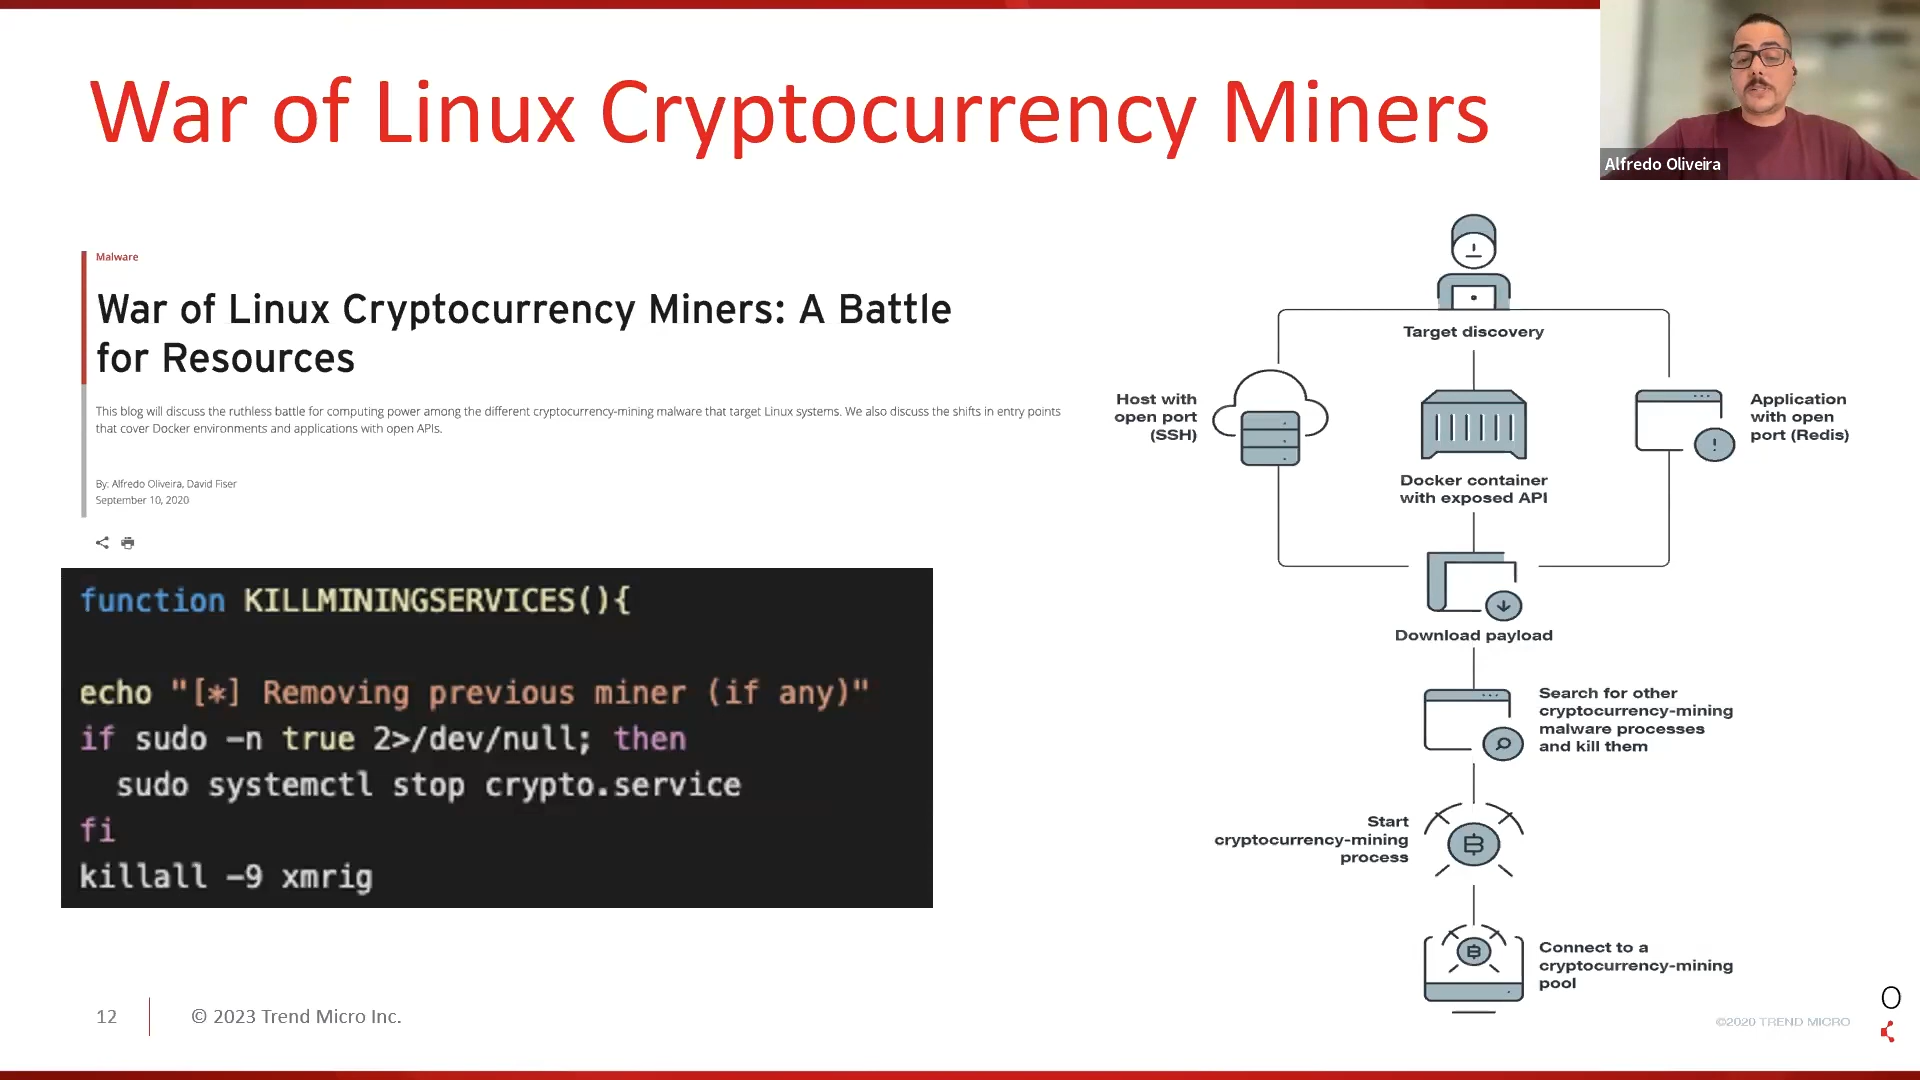 War of Linux Cryptocurrency Miners
Alfredo Oliveira
Malware
War of Linux Cryptocurrency Miners: A Battle
for Resources
This blog will discuss the ruthless battle for computing power among the different cryptocurrency-mining malware that target Linux systems. We also discuss the shifts in entry points
that cover Docker environments and applications with open APIs.
By: Alfredo Oliveira, David Fiser
September 10, 2020
function KILLMININGSERVICES(){
echo "[*] Removing previous miner (if any)"
if sudo -n true 2>/dev/null; then
sudo systemctl stop crypto.service
fi
killall -9 xmrig
Target discovery
Host with
open port
(SSH)
Docker container
with exposed API
Application
with open
port (Redis)
Download payload
Search for other
cryptocurrency-mining
malware processes
and kill them
Start
cryptocurrency-mining
process
Connect to a
cryptocurrency-mining
pool
©2020 TREND MICRO
12
© 2023 Trend Micro Inc.